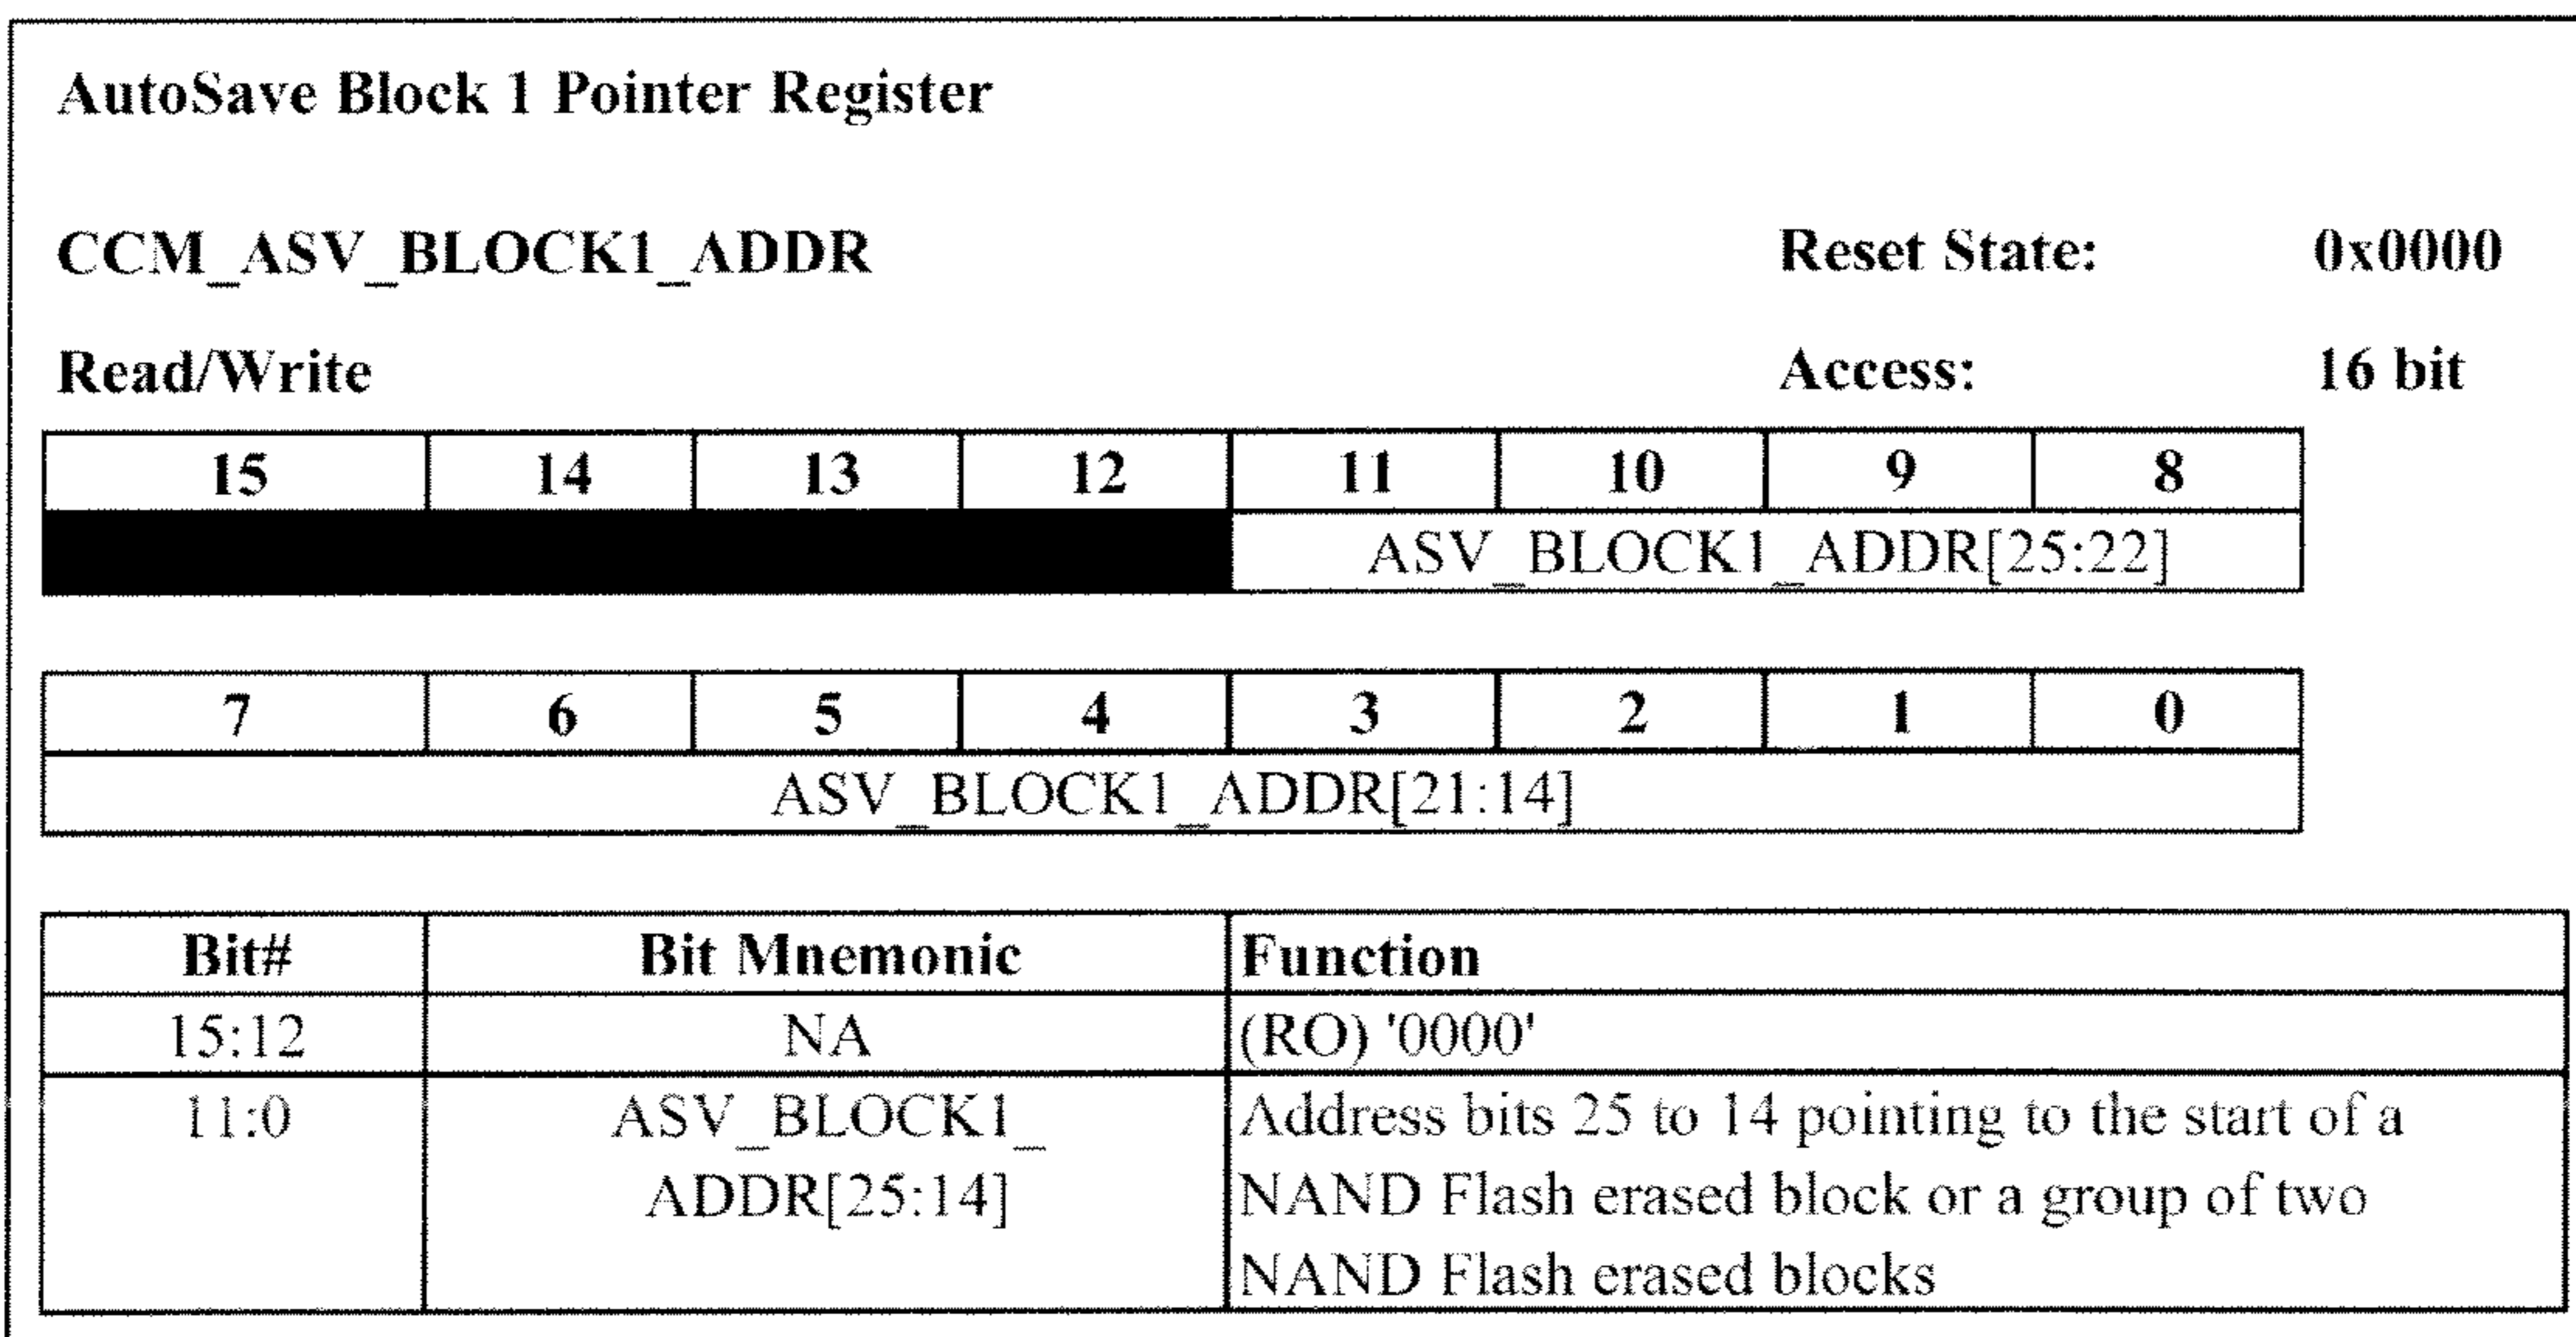 AutoSave Block 1 Pointer Register
CCM_ASV_BLOCK1_ADDR Reset State: 0x0000
Read/Write Access: 16 bit
15 14 13 12 11 10 9 8
ASV_BLOCK1_ADDR[25:22]
7 6 5 4 3 2 1 0
ASV_BLOCK1_ADDR[21:14]
Bit# Bit Mnemonic Function
15:12 NA (RO) '0000'
11:0 ASV_BLOCK1_ Address bits 25 to 14 pointing to the start of a
ADDR[25:14] NAND Flash erased block or a group of two
NAND Flash erased blocks